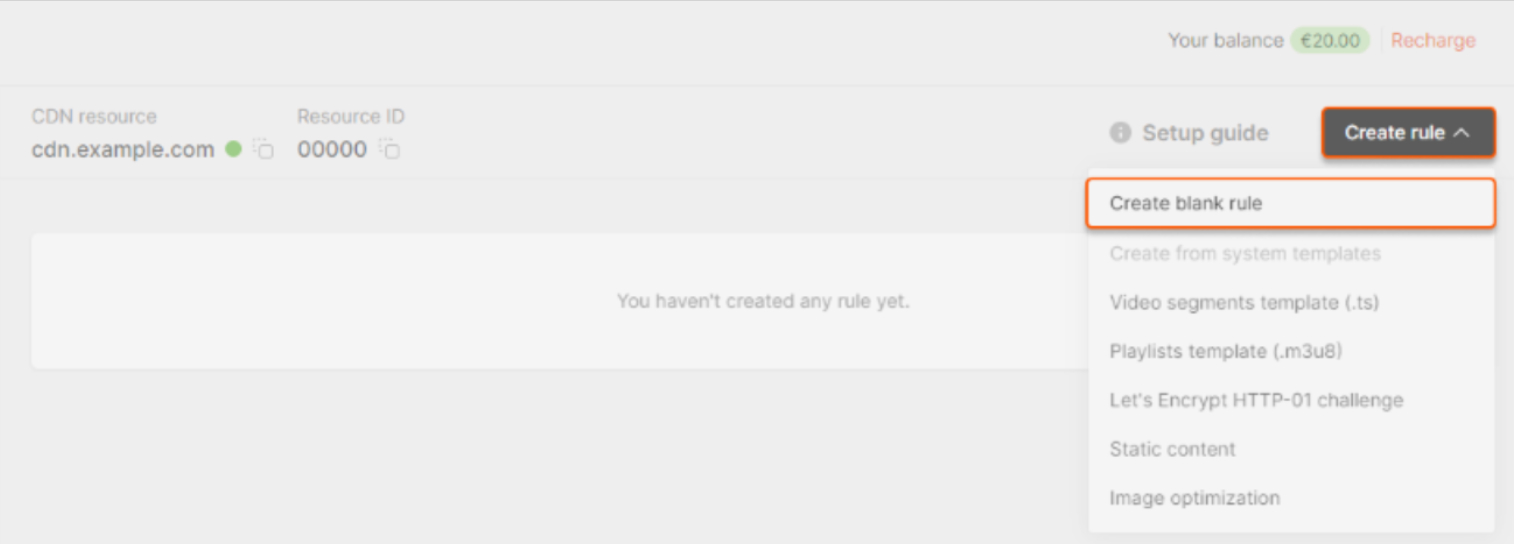 Your balance €20.00 Recharge
CDN resource Resource ID
cdn.example.com 00000
Setup guide Create rule
Create blank rule
Create from system templates
You haven't created any rule yet.
Video segments template (.ts)
Playlists template (.m3u8)
Let's Encrypt HTTP-01 challenge
Static content
Image optimization